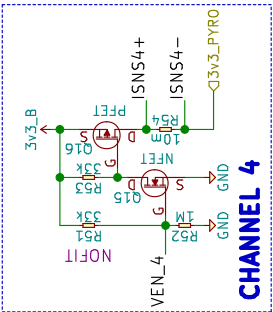 ISNS4+
ISNS4-
3v3_PYRO
3v3_B
PFET
S
D
Q16
G
R54
10m
NFET
33k
R53
D
S
Q15
G
GND
33k
R51
1M
R52
GND
NOFIT
VEN_4
CHANNEL 4